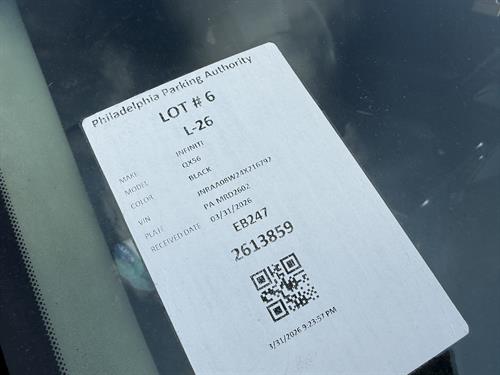 Philadelphia Parking Authority
LOT # 6
L-26
MAKE INFINITI
MODEL QX56
COLOR BLACK
VIN JNRAA08W24X216792
PLATE PA-MRD2602
RECEIVED DATE 03/31/2026
EB247
2613859
3/31/2026 9:23:57 PM